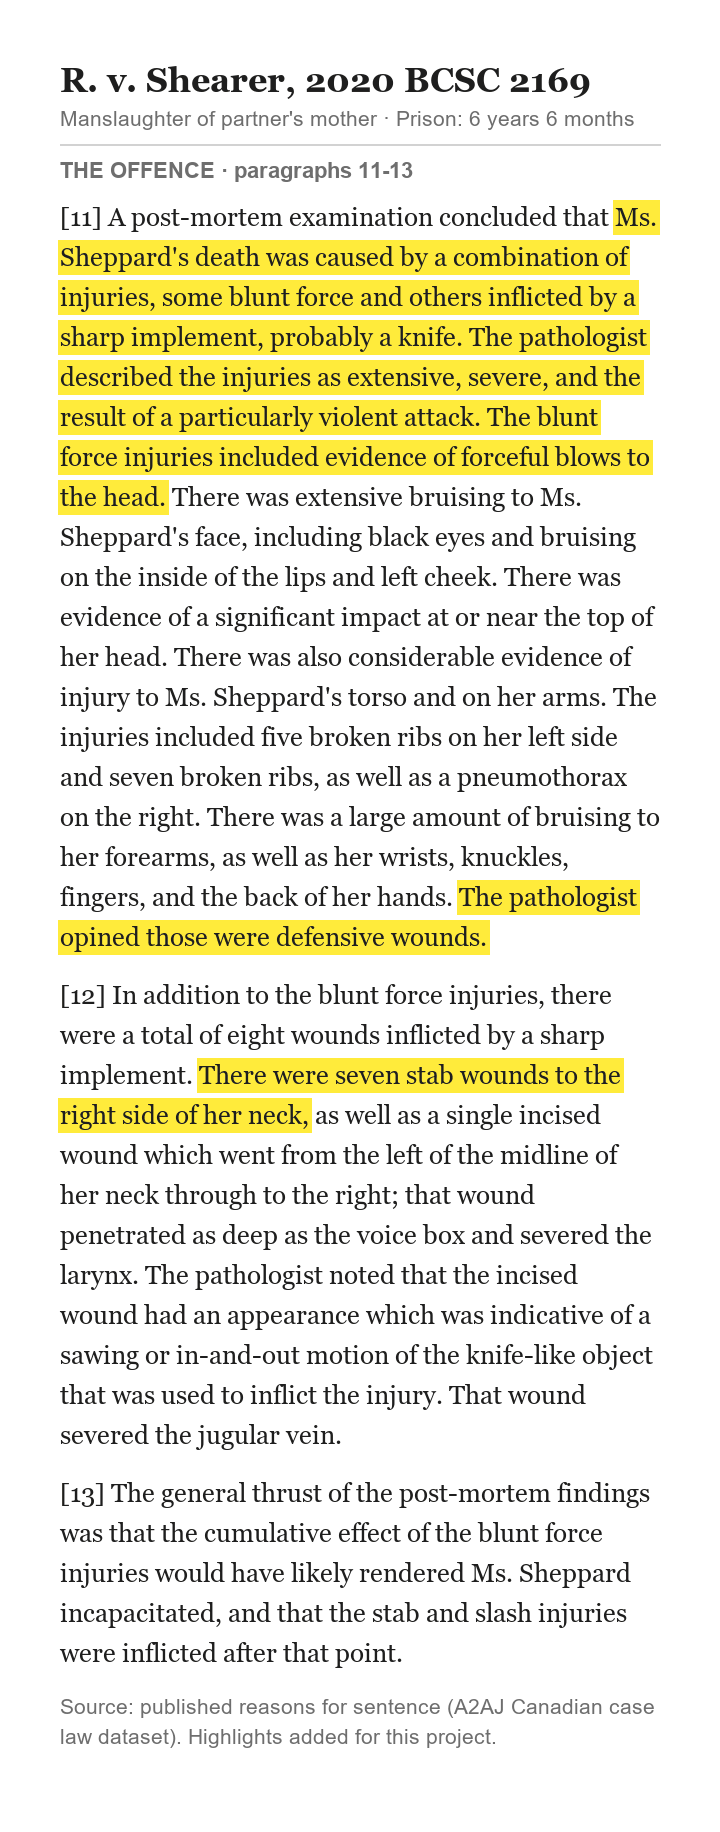 R. v. Shearer, 2020 BCSC 2169
Manslaughter of partner's mother · Prison: 6 years 6 months
THE OFFENCE · paragraphs 11-13
[11] A post-mortem examination concluded that Ms.
Sheppard's death was caused by a combination of
injuries, some blunt force and others inflicted by a
sharp implement, probably a knife. The pathologist
described the injuries as extensive, severe, and the
result of a particularly violent attack. The blunt
force injuries included evidence of forceful blows to
the head. There was extensive bruising to Ms.
Sheppard's face, including black eyes and bruising
on the inside of the lips and left cheek. There was
evidence of a significant impact at or near the top of
her head. There was also considerable evidence of
injury to Ms. Sheppard's torso and on her arms. The
injuries included five broken ribs on her left side
and seven broken ribs, as well as a pneumothorax
on the right. There was a large amount of bruising to
her forearms, as well as her wrists, knuckles,
fingers, and the back of her hands. The pathologist
opined those were defensive wounds.
[12] In addition to the blunt force injuries, there
were a total of eight wounds inflicted by a sharp
implement. There were seven stab wounds to the
right side of her neck, as well as a single incised
wound which went from the left of the midline of
her neck through to the right; that wound
penetrated as deep as the voice box and severed the
larynx. The pathologist noted that the incised
wound had an appearance which was indicative of a
sawing or in-and-out motion of the knife-like object
that was used to inflict the injury. That wound
severed the jugular vein.
[13] The general thrust of the post-mortem findings
was that the cumulative effect of the blunt force
injuries would have likely rendered Ms. Sheppard
incapacitated, and that the stab and slash injuries
were inflicted after that point.
Source: published reasons for sentence (A2AJ Canadian case
law dataset). Highlights added for this project.